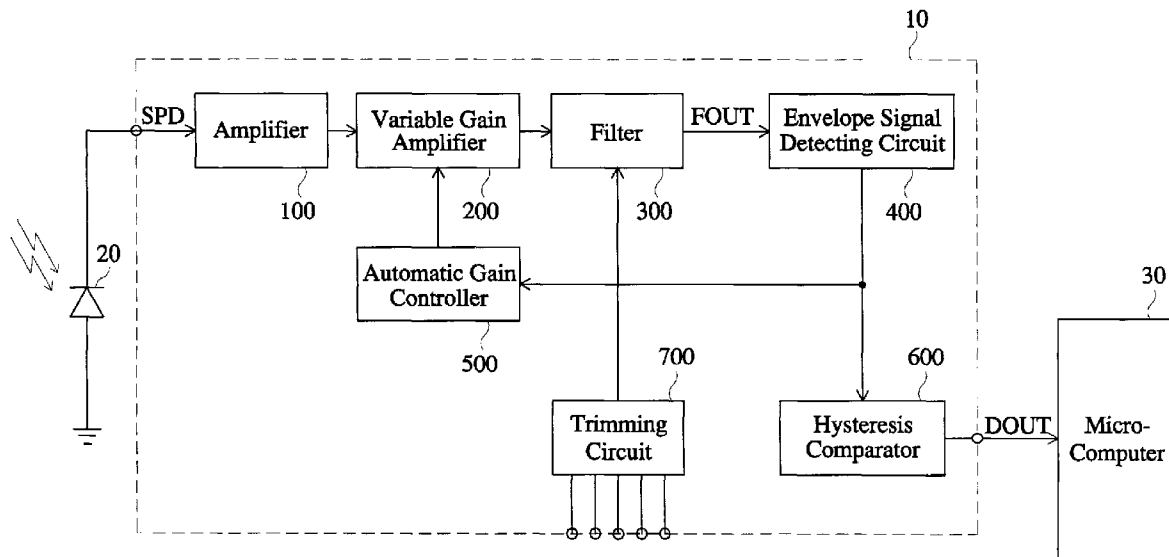 10
SPD
Amplifier
100
Variable Gain
Amplifier
200
Filter
300
FOUT
Envelope Signal
Detecting Circuit
400
20
Automatic Gain
Controller
500
700
Trimming
Circuit
600
Hysteresis
Comparator
DOUT
30
Micro-
Computer